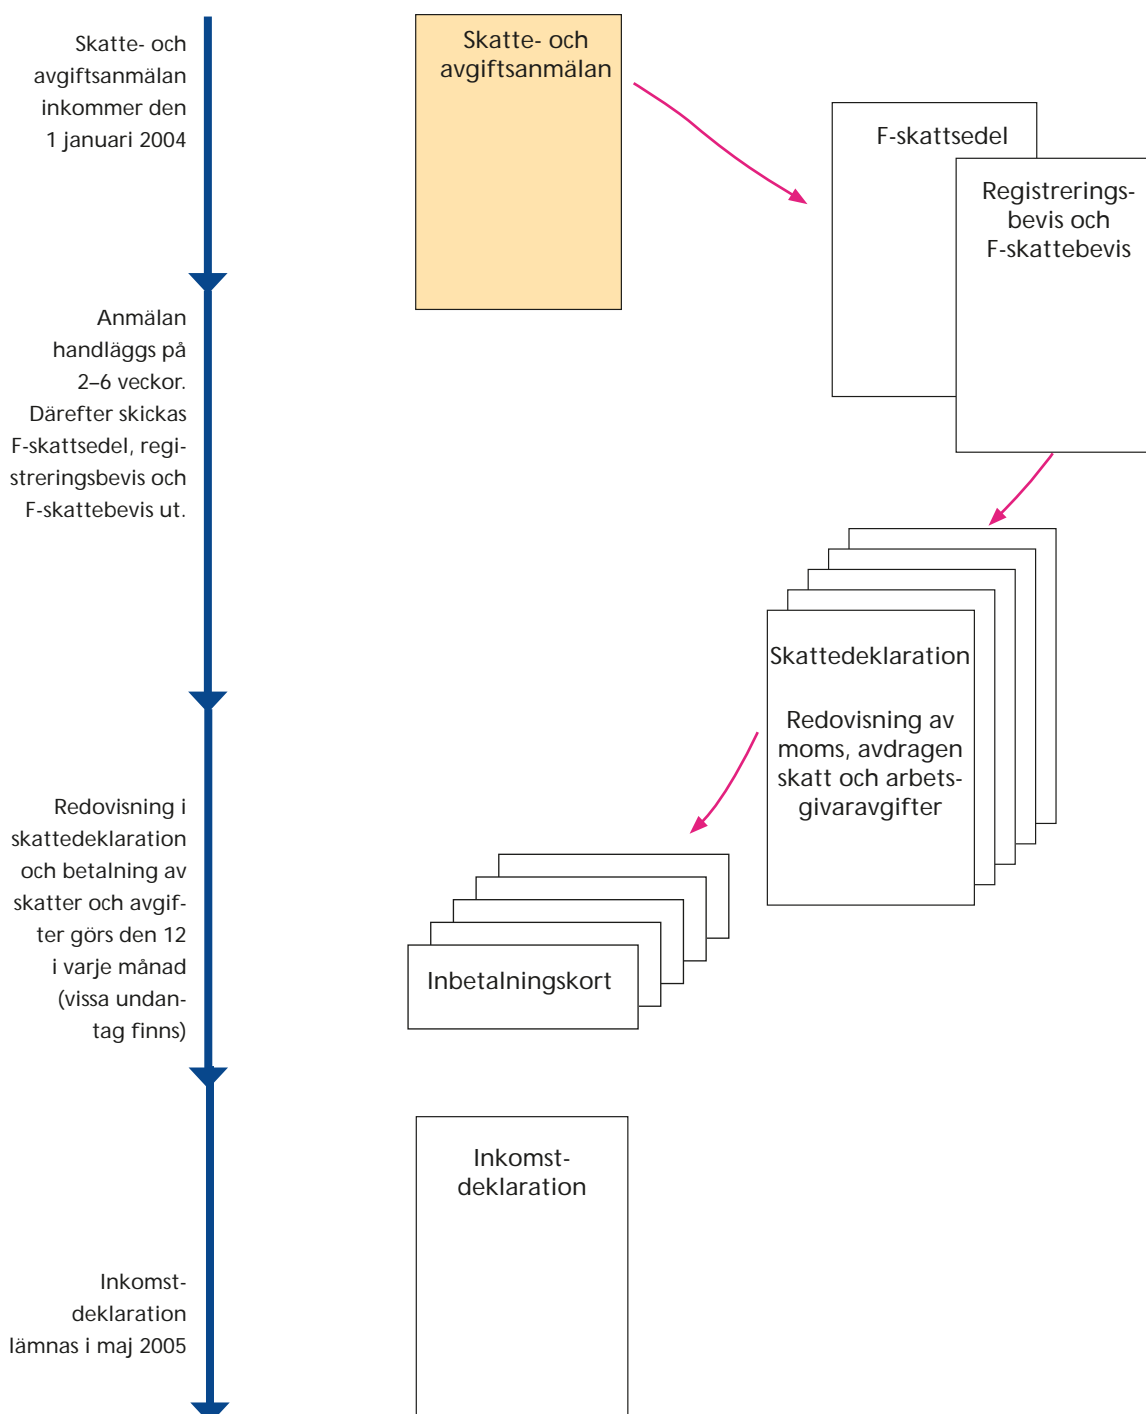 Skatte- och
avgiftsanmälan
inkommer den
1 januari 2004
Skatte- och
avgiftsanmälan
F-skattsedel
Registrerings-
bevis och
F-skattebevis
Anmälan
handläggs på
2–6 veckor.
Därefter skickas
F-skattsedel, regi-
streringsbevis och
F-skattebevis ut.
Skattedeklaration
Redovisning av
moms, avdragen
skatt och arbets-
givaravgifter
Redovisning i
skattedeklaration
och betalning av
skatter och avgif-
ter görs den 12
i varje månad
(vissa undan-
tag finns)
Inbetalningskort
Inkomst-
deklaration
Inkomst-
deklaration
lämnas i maj 2005